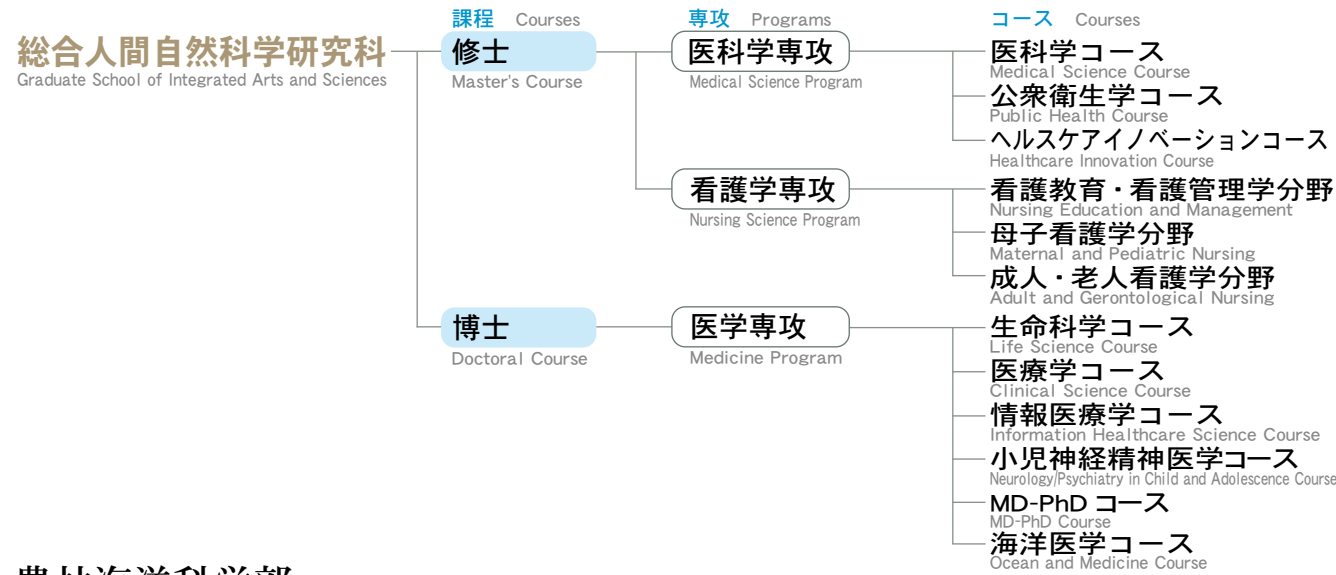 課程 Courses
専攻 Programs
コース Courses
総合人間自然科学研究科
Graduate School of Integrated Arts and Sciences
修士
Master's Course
医科学専攻
Medical Science Program
医科学コース
Medical Science Course
公衆衛生学コース
Public Health Course
ヘルスケアイノベーションコース
Healthcare Innovation Course
看護学専攻
Nursing Science Program
看護教育・看護管理学分野
Nursing Education and Management
母子看護学分野
Maternal and Pediatric Nursing
成人・老人看護学分野
Adult and Gerontological Nursing
博士
Doctoral Course
医学専攻
Medicine Program
生命科学コース
Life Science Course
医療学コース
Clinical Science Course
情報医療学コース
Information Healthcare Science Course
小児神経精神医学コース
Neurology/Psychiatry in Child and Adolescence Course
MD-PhD コース
MD-PhD Course
海洋医学コース
Ocean and Medicine Course
農林海洋科学部